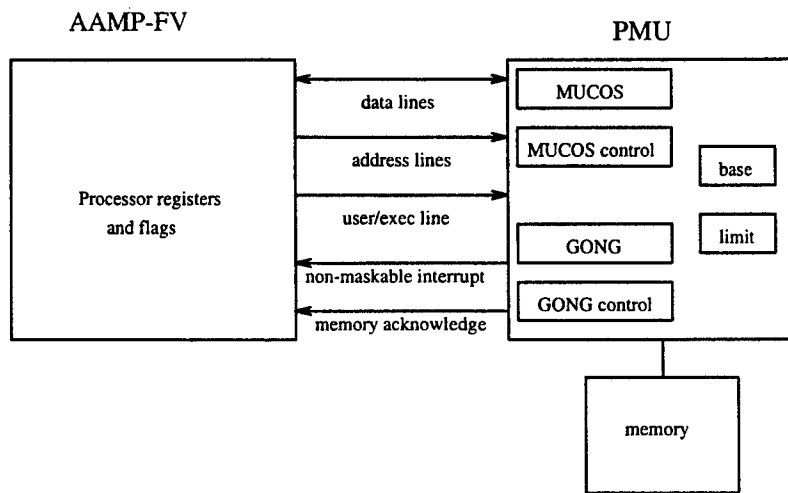 AAMP-FV
PMU
Processor registers
and flags
data lines
address lines
user/exec line
non-maskable interrupt
memory acknowledge
MUCOS
MUCOS control
GONG
GONG control
base
limit
memory